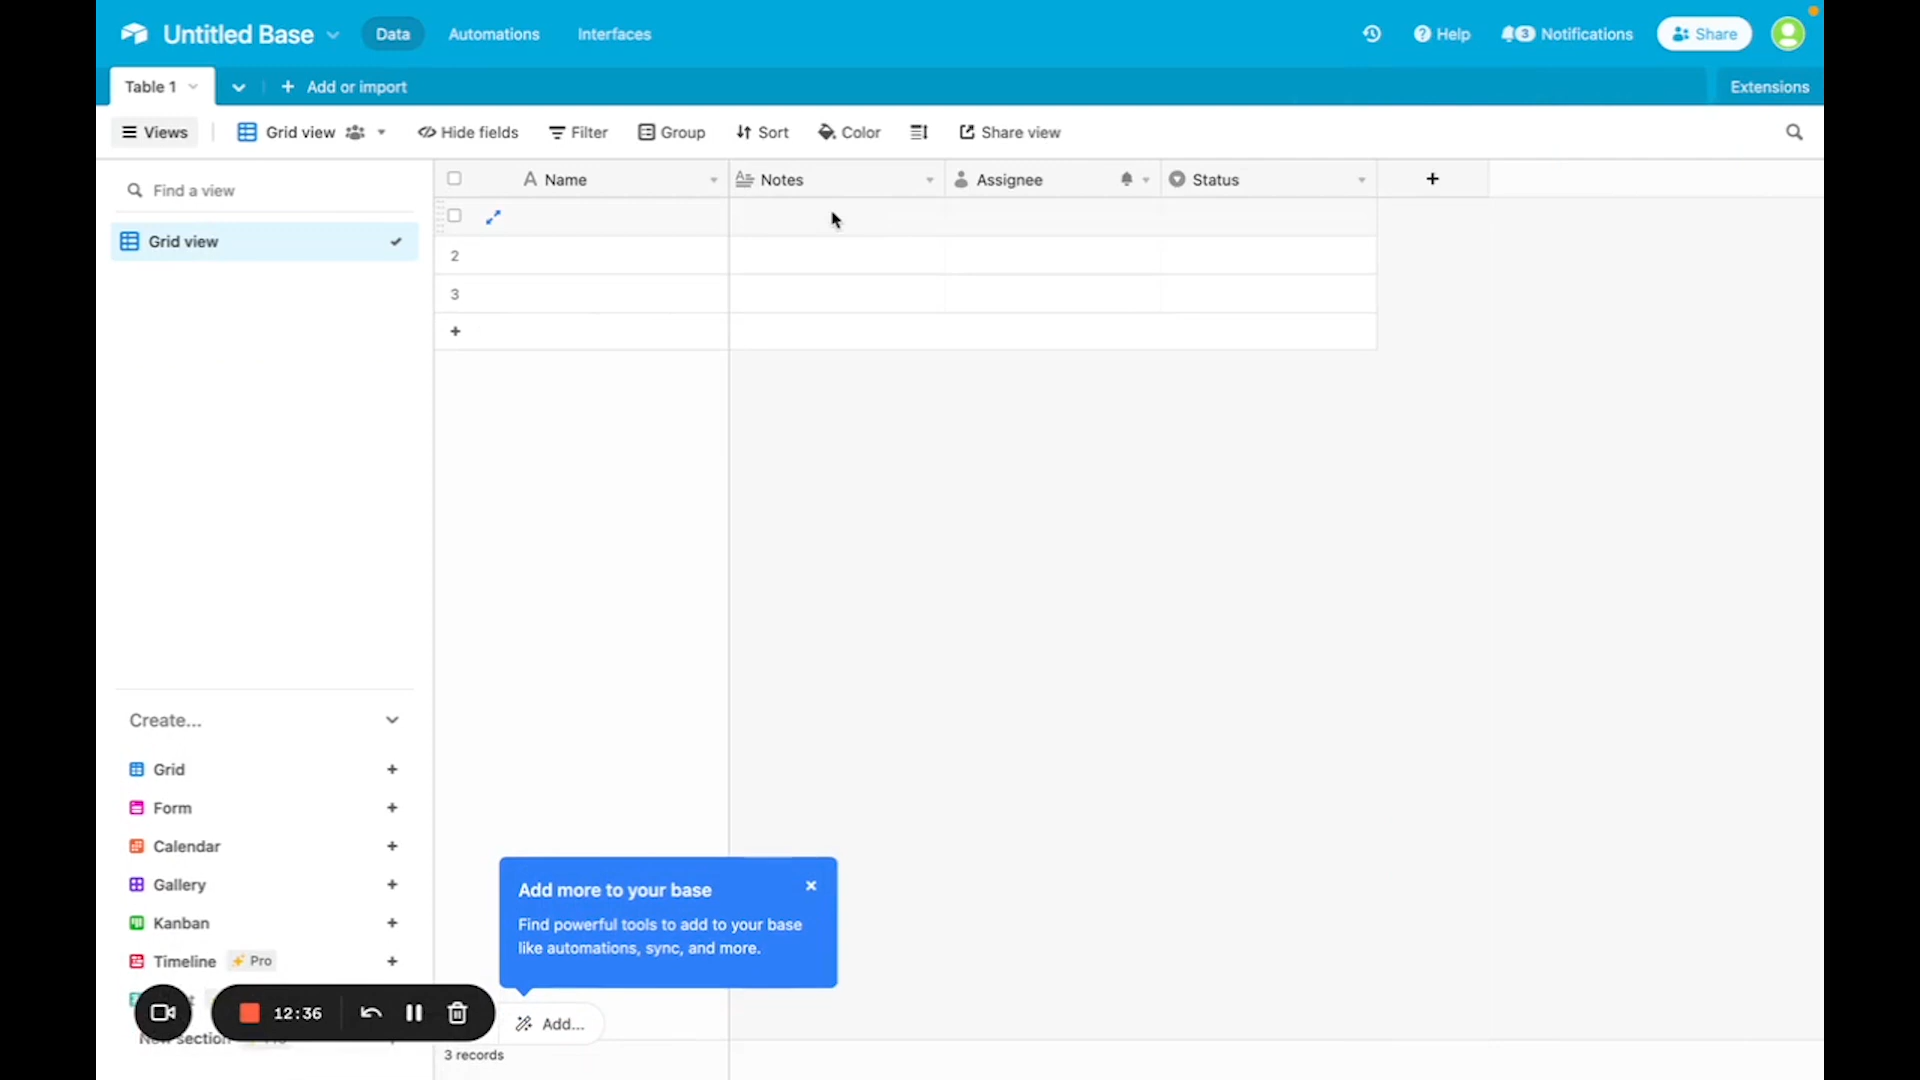 Untitled Base
Data
Automations
Interfaces
Help
3
Notifications
Share
Table 1
Add or import
Extensions
Views
Grid view
Hide fields
Filter
Group
Sort
Color
Share view
Find a view
Name
Notes
Assignee
Status
Grid view
2
3
Create...
Grid
Form
Calendar
Gallery
Kanban
Timeline
Pro
Add more to your base
Find powerful tools to add to your base
like automations, sync, and more.
12:36
Add...
section
3 records